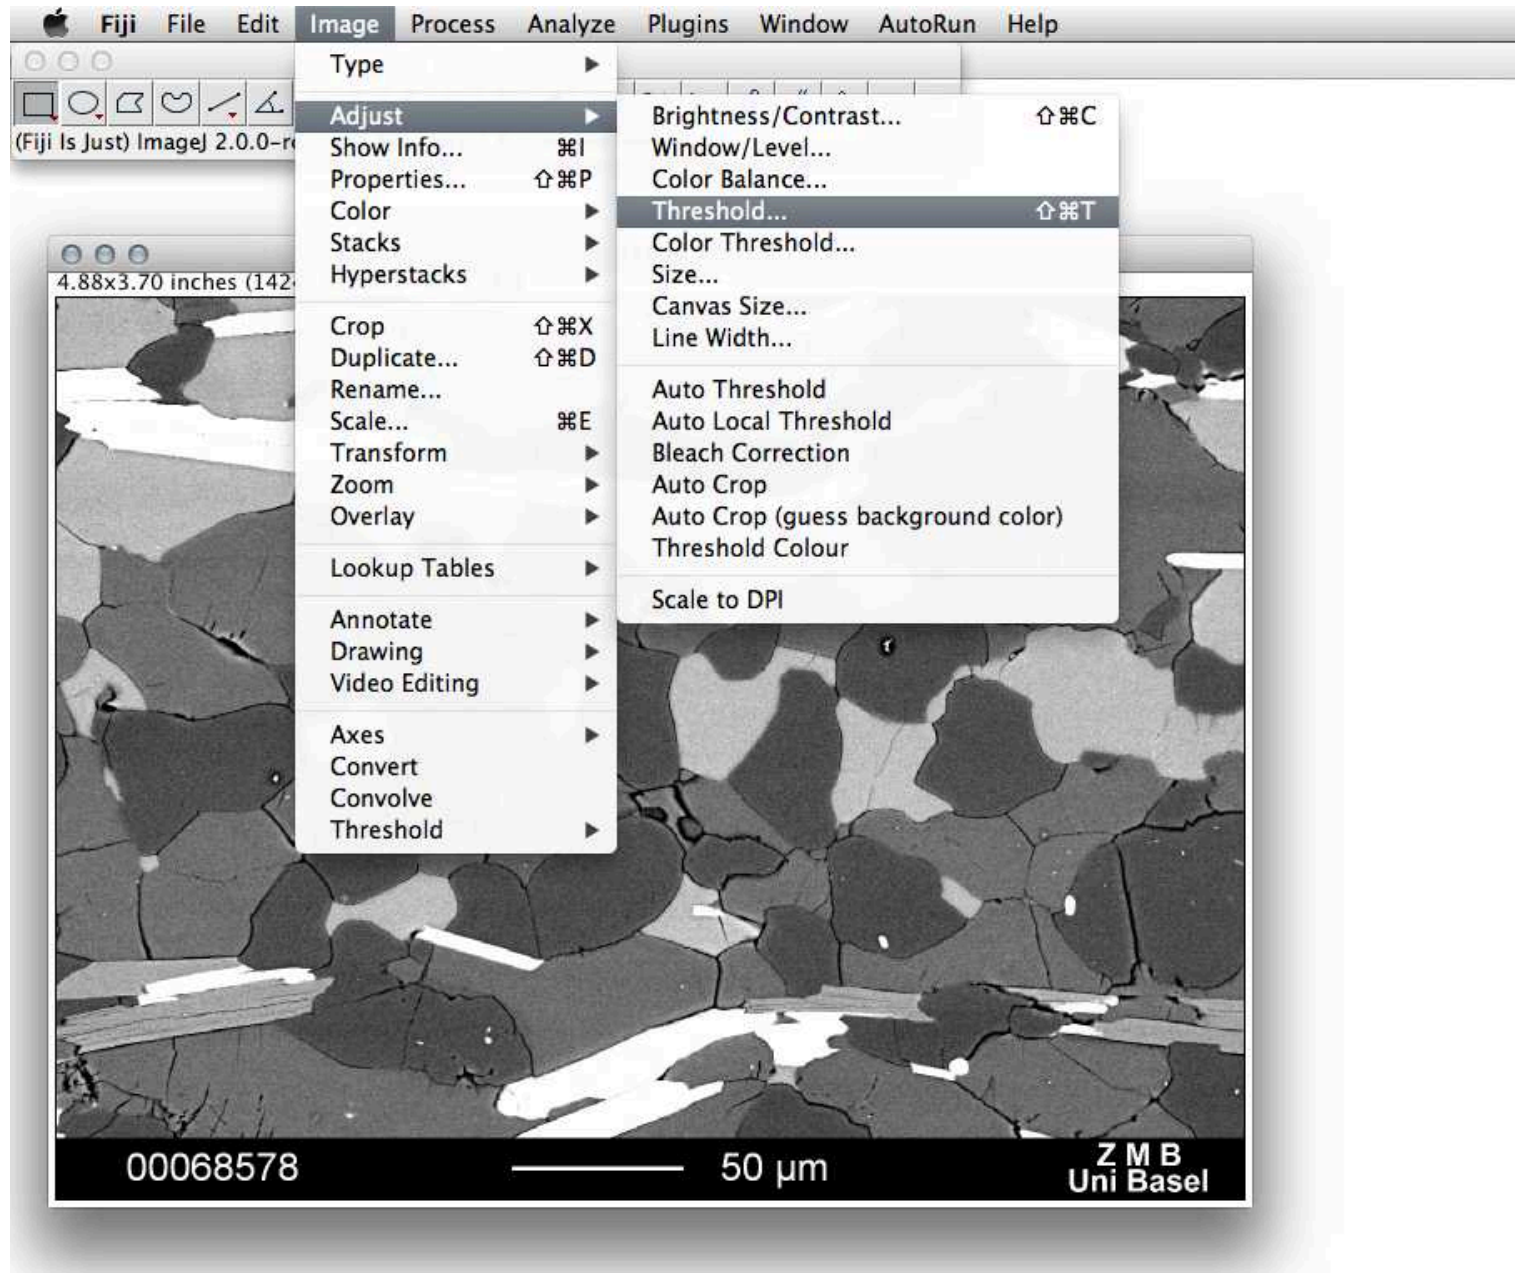 Fiji File Edit Image Process Analyze Plugins Window AutoRun Help
(Fiji Is Just) ImageJ
Type
Adjust
Show Info... ⌘I
Properties... ⇧⌘P
Color
Stacks
Hyperstacks
Crop ⇧⌘X
Duplicate... ⇧⌘D
Rename...
Scale... ⌘E
Transform
Zoom
Overlay
Lookup Tables
Annotate
Drawing
Video Editing
Axes
Convert
Convolve
Threshold
Brightness/Contrast... ⇧⌘C
Window/Level...
Color Balance...
Threshold... ⇧⌘T
Color Threshold...
Size...
Canvas Size...
Line Width...
Auto Threshold
Auto Local Threshold
Bleach Correction
Auto Crop
Auto Crop (guess background color)
Threshold Colour
Scale to DPI
4.88x3.70 inches
00068578 50 µm Z M B
Uni Basel